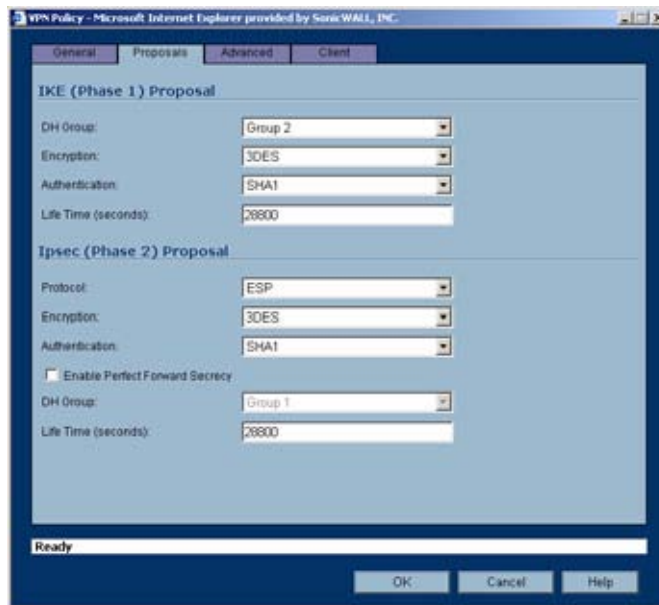 VPN Policy - Microsoft Internet Explorer provided by SonicWALL, INC.
General Proposals Advanced Client
IKE (Phase 1) Proposal
DH Group: Group 2
Encryption: 3DES
Authentication: SHA1
Life Time (seconds): 28800
Ipsec (Phase 2) Proposal
Protocol: ESP
Encryption: 3DES
Authentication: SHA1
Enable Perfect Forward Secrecy
DH Group: Group 1
Life Time (seconds): 28800
Ready
OK Cancel Help